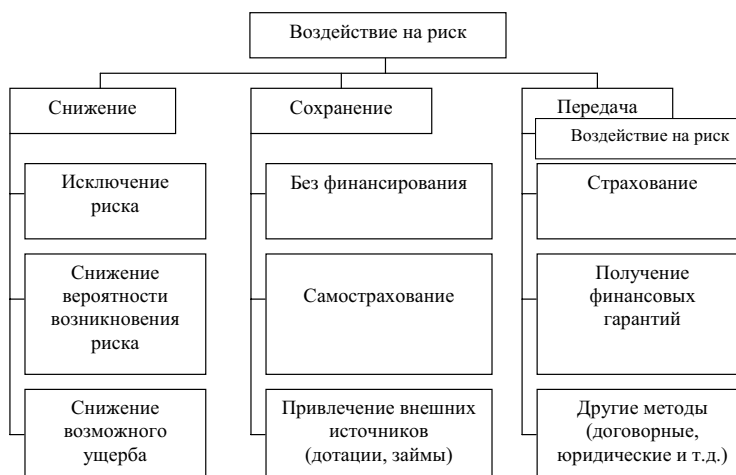 Воздействие на риск
Снижение
Сохранение
Передача
Воздействие на риск
Исключение
риска
Без финансирования
Страхование
Снижение
вероятности
возникновения
риска
Самострахование
Получение
финансовых
гарантий
Снижение
возможного
ущерба
Привлечение внешних
источников
(дотации, займы)
Другие методы
(договорные,
юридические и т.д.)